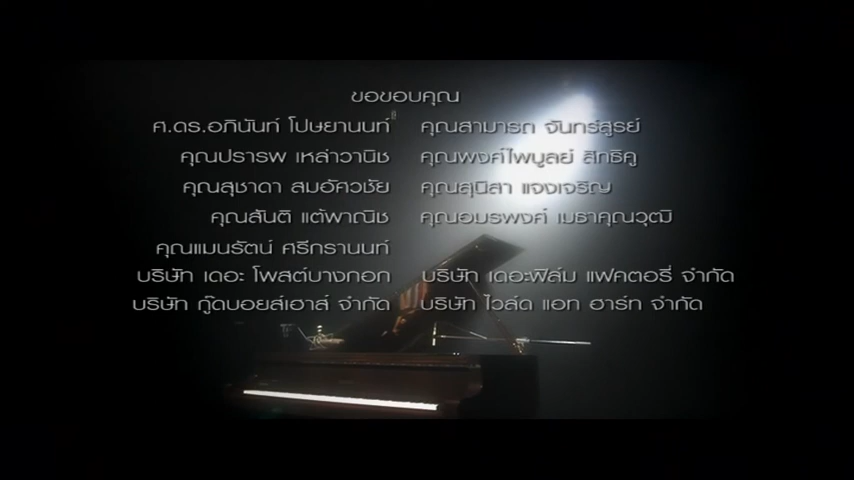 ขอขอบคุณ
ศ.ดร.อภินันท์ โปษยานนท์ คุณสามารถ จันทร์สูรย์
คุณปรารพ เหล่าวานิช คุณพงค์ไพบูลย์ สิทธิคู
คุณสุชาดา สมอัศวชัย คุณสุนิสา แจงเจริญ
คุณสันติ แต้พาณิช คุณอมรพงค์ เมธาคุณวุฒิ
คุณแมนรัตน์ ศรีกรานนท์
บริษัท เดอะ โพสต์บางกอก บริษัท เดอะฟิล์ม แฟคตอรี่ จำกัด
บริษัท กู๊ดบอยส์เฮาส์ จำกัด บริษัท ไวล์ด แอท ฮาร์ท จำกัด